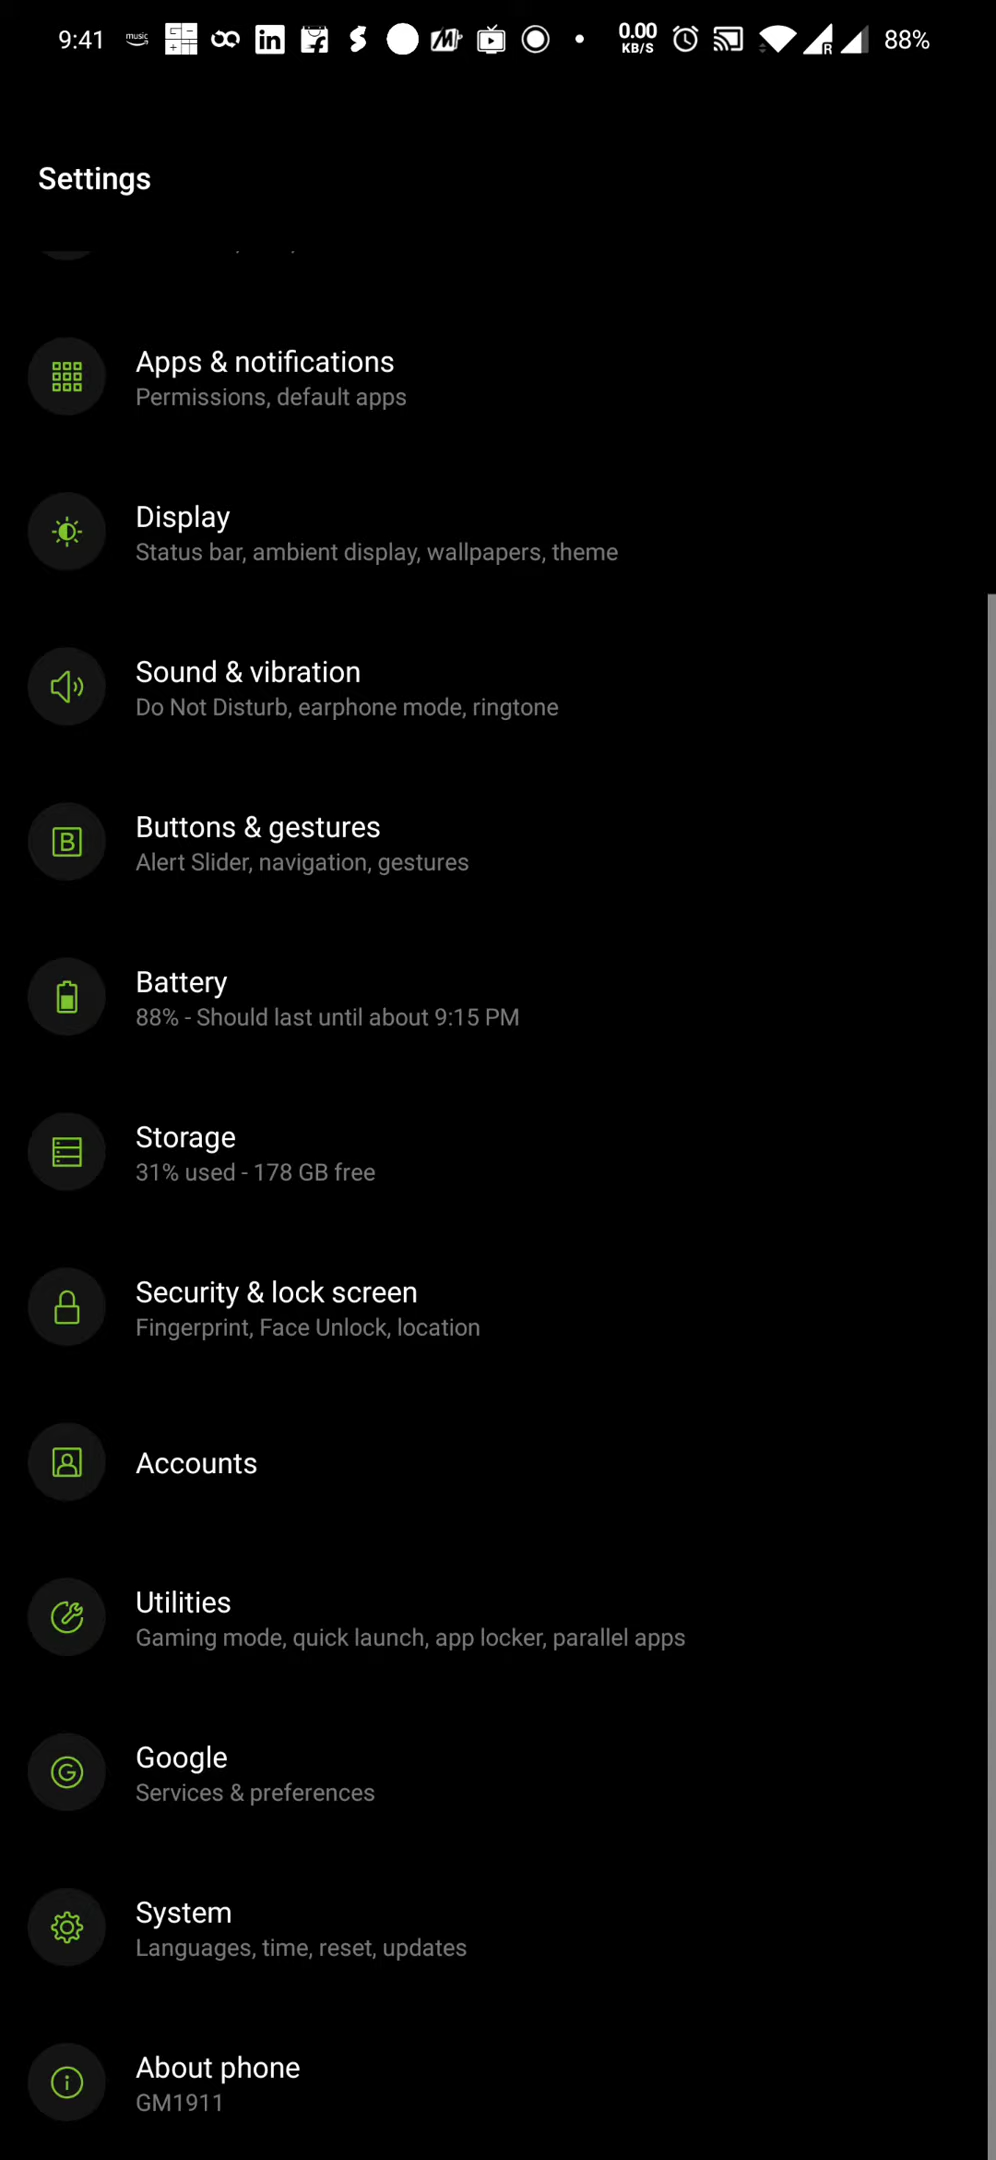 9:41 music 0.00 KB/S R 88%
Settings
Apps & notifications
Permissions, default apps
Display
Status bar, ambient display, wallpapers, theme
Sound & vibration
Do Not Disturb, earphone mode, ringtone
B
Buttons & gestures
Alert Slider, navigation, gestures
Battery
88% - Should last until about 9:15 PM
Storage
31% used - 178 GB free
Security & lock screen
Fingerprint, Face Unlock, location
Accounts
Utilities
Gaming mode, quick launch, app locker, parallel apps
G
Google
Services & preferences
System
Languages, time, reset, updates
About phone
GM1911